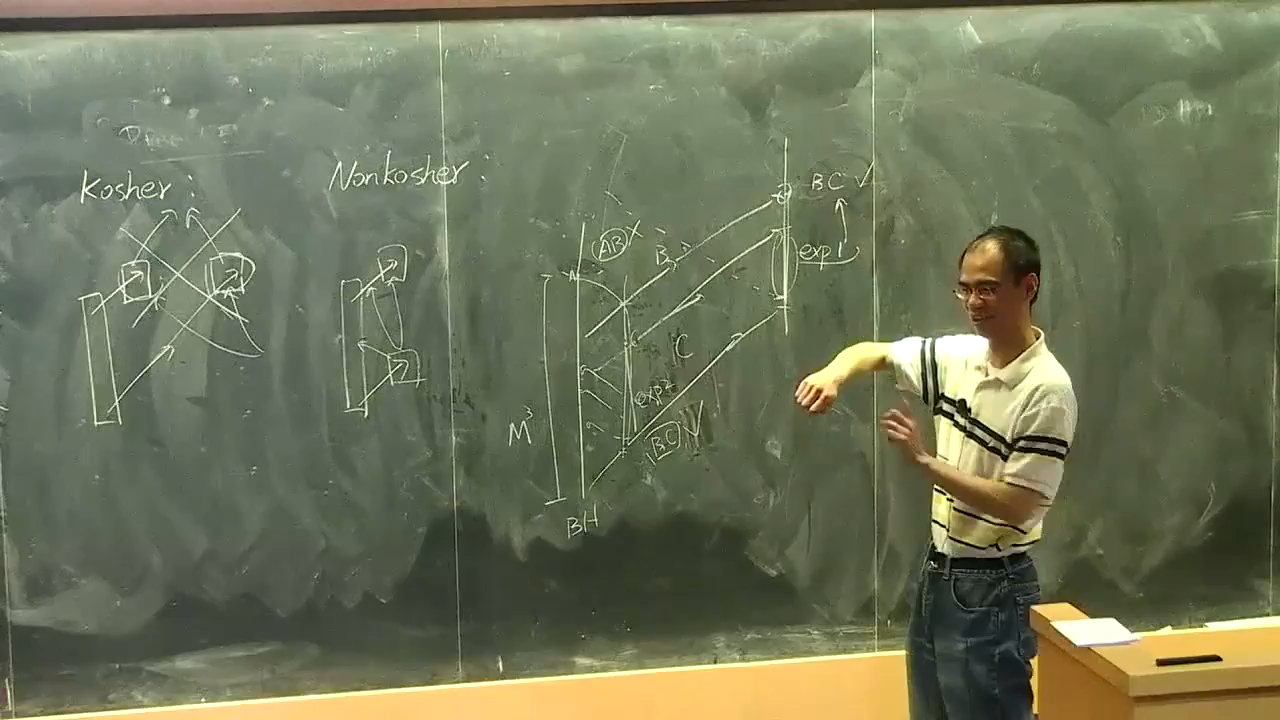 Kosher :
Nonkosher :
(AB) X
B
BC ✓
exp 1
C
C
exp 2
M³
(BC) ✓
BH